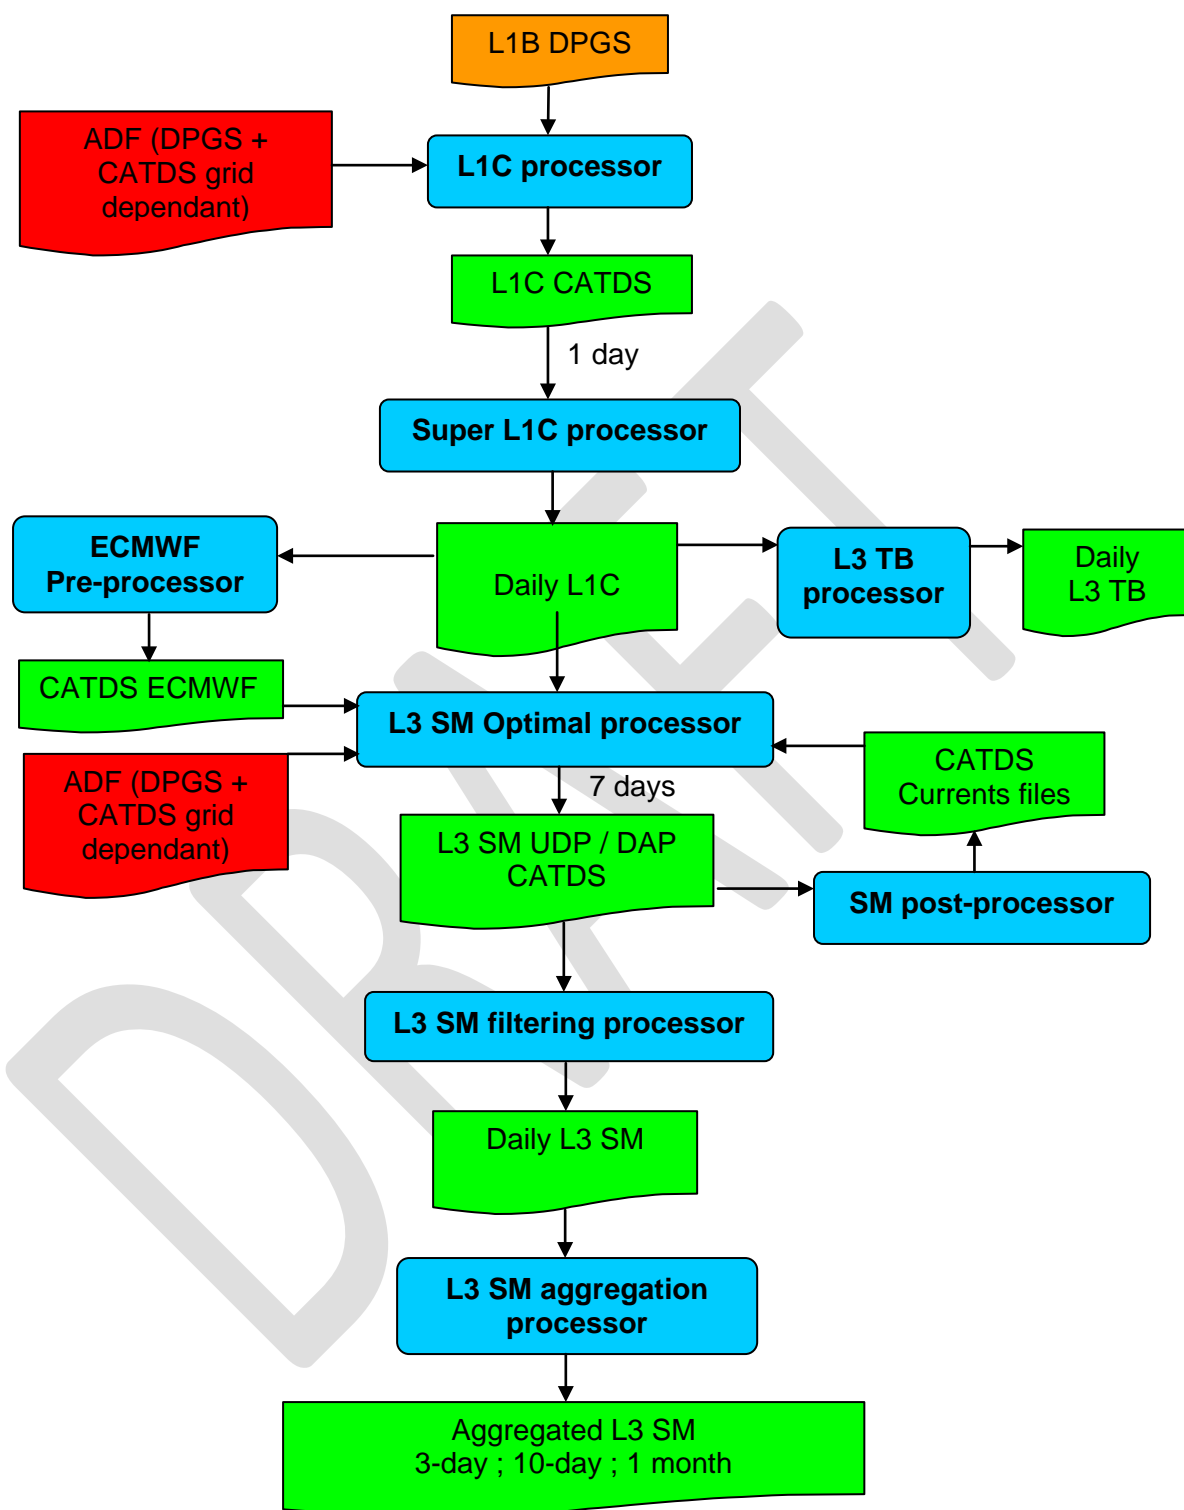 L1B DPGS
ADF (DPGS +
CATDS grid
dependant)
L1C processor
L1C CATDS
1 day
Super L1C processor
ECMWF
Pre-processor
Daily L1C
L3 TB
processor
Daily
L3 TB
CATDS ECMWF
L3 SM Optimal processor
ADF (DPGS +
CATDS grid
dependant)
7 days
CATDS
Currents files
L3 SM UDP / DAP
CATDS
SM post-processor
L3 SM filtering processor
Daily L3 SM
L3 SM aggregation
processor
Aggregated L3 SM
3-day ; 10-day ; 1 month
DRAFT